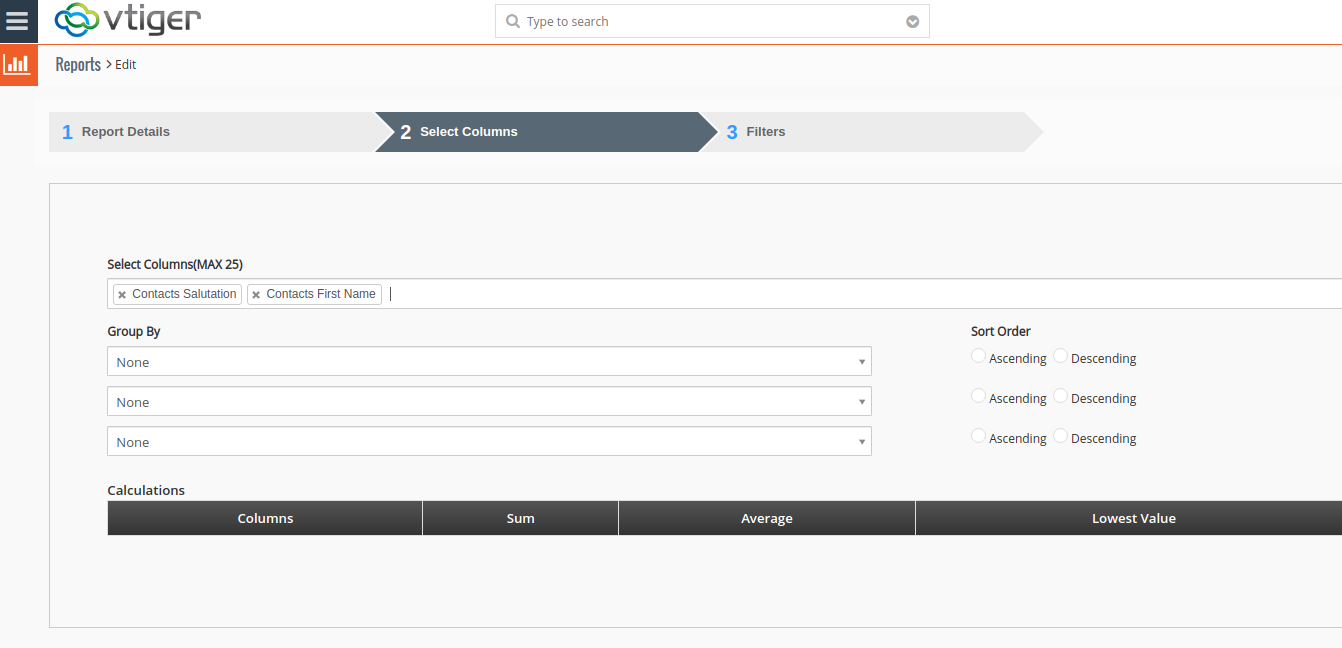 vtiger
Type to search
Reports > Edit
1 Report Details
2 Select Columns
3 Filters
Select Columns(MAX 25)
× Contacts Salutation × Contacts First Name
Group By Sort Order
None Ascending Descending
None Ascending Descending
None Ascending Descending
Calculations
Columns Sum Average Lowest Value